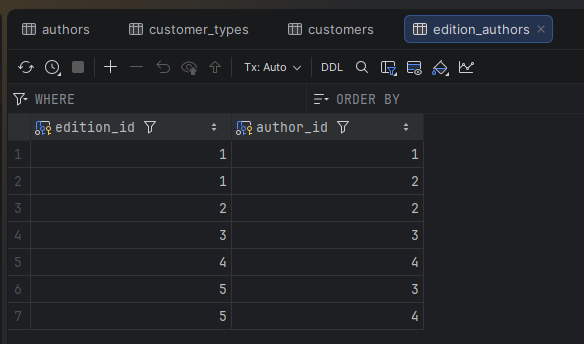 authors customer_types customers edition_authors
Tx: Auto DDL
WHERE ORDER BY
edition_id author_id
1 1 1
2 1 2
3 2 2
4 3 3
5 4 4
6 5 3
7 5 4